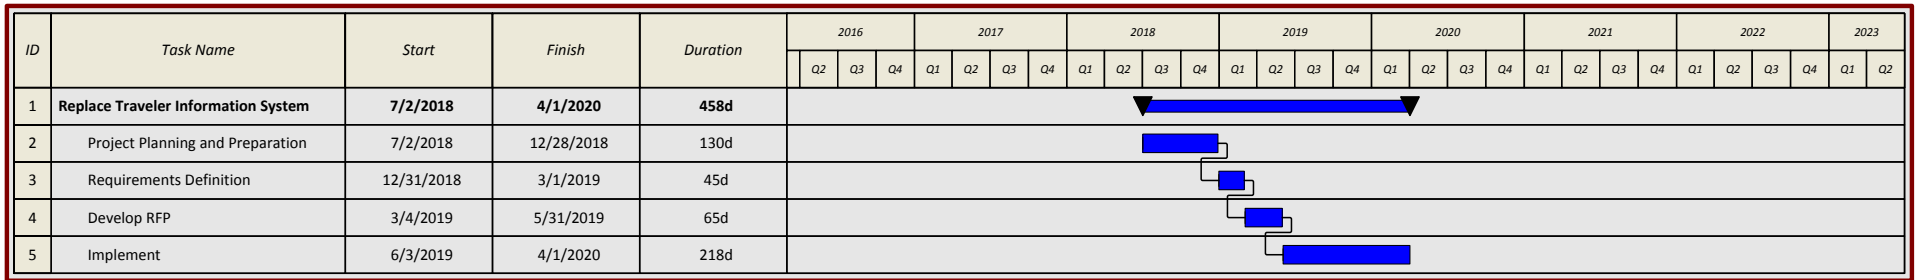 ID Task Name Start Finish Duration 2016 2017 2018 2019 2020 2021 2022 2023
Q2 Q3 Q4 Q1 Q2 Q3 Q4 Q1 Q2 Q3 Q4 Q1 Q2 Q3 Q4 Q1 Q2 Q3 Q4 Q1 Q2 Q3 Q4 Q1 Q2 Q3 Q4 Q1 Q2
1 Replace Traveler Information System 7/2/2018 4/1/2020 458d
2 Project Planning and Preparation 7/2/2018 12/28/2018 130d
3 Requirements Definition 12/31/2018 3/1/2019 45d
4 Develop RFP 3/4/2019 5/31/2019 65d
5 Implement 6/3/2019 4/1/2020 218d